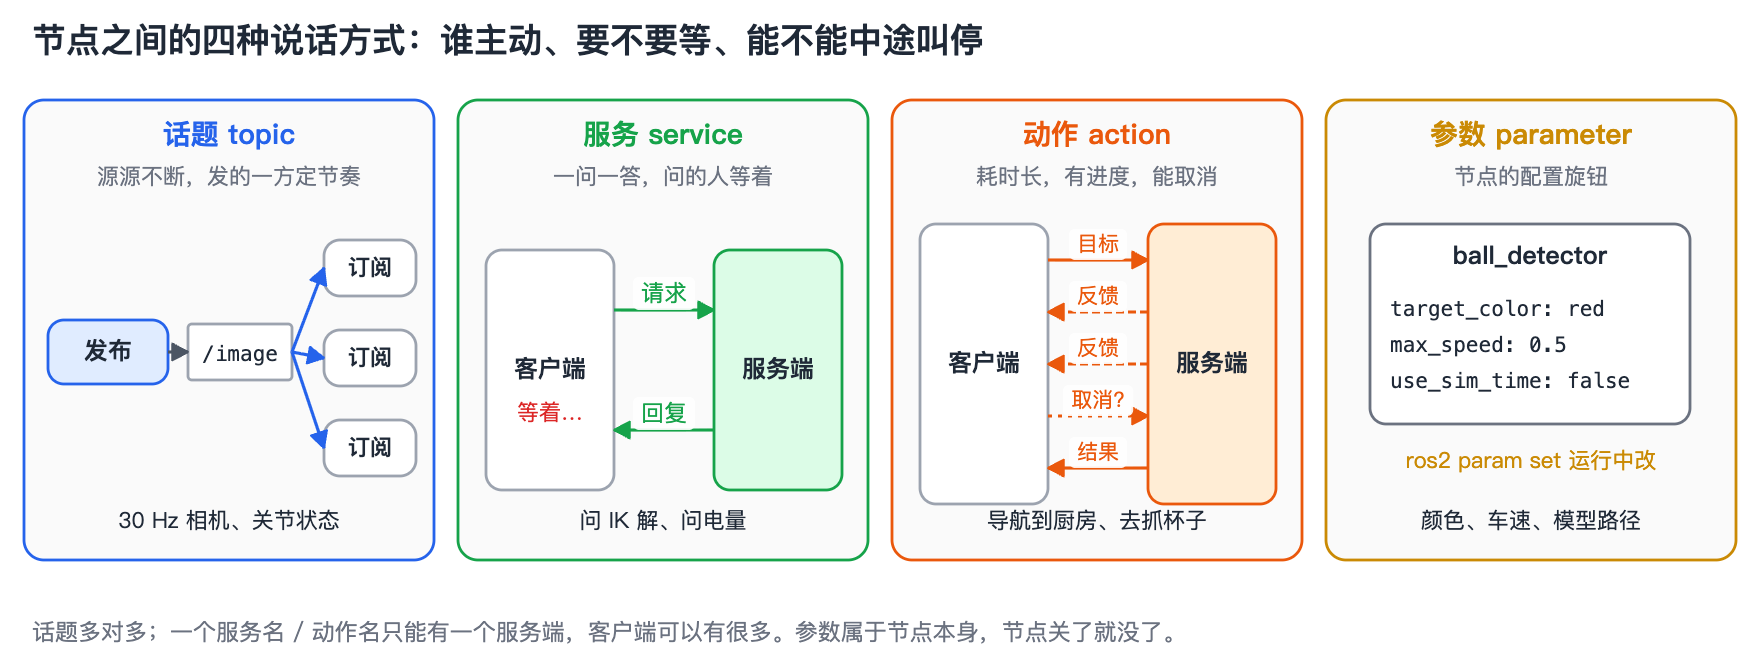 节点之间的四种说话方式：谁主动、要不要等、能不能中途叫停
话题 topic
源源不断，发的一方定节奏
发布
/image
订阅
订阅
订阅
30 Hz 相机、关节状态
服务 service
一问一答，问的人等着
客户端
等着...
请求
回复
服务端
问 IK 解、问电量
动作 action
耗时长，有进度，能取消
客户端
目标
反馈
反馈
取消?
结果
服务端
导航到厨房、去抓杯子
参数 parameter
节点的配置旋钮
ball_detector
target_color: red
max_speed: 0.5
use_sim_time: false
ros2 param set 运行中改
颜色、车速、模型路径
话题多对多；一个服务名 / 动作名只能有一个服务端，客户端可以有很多。参数属于节点本身，节点关了就没了。